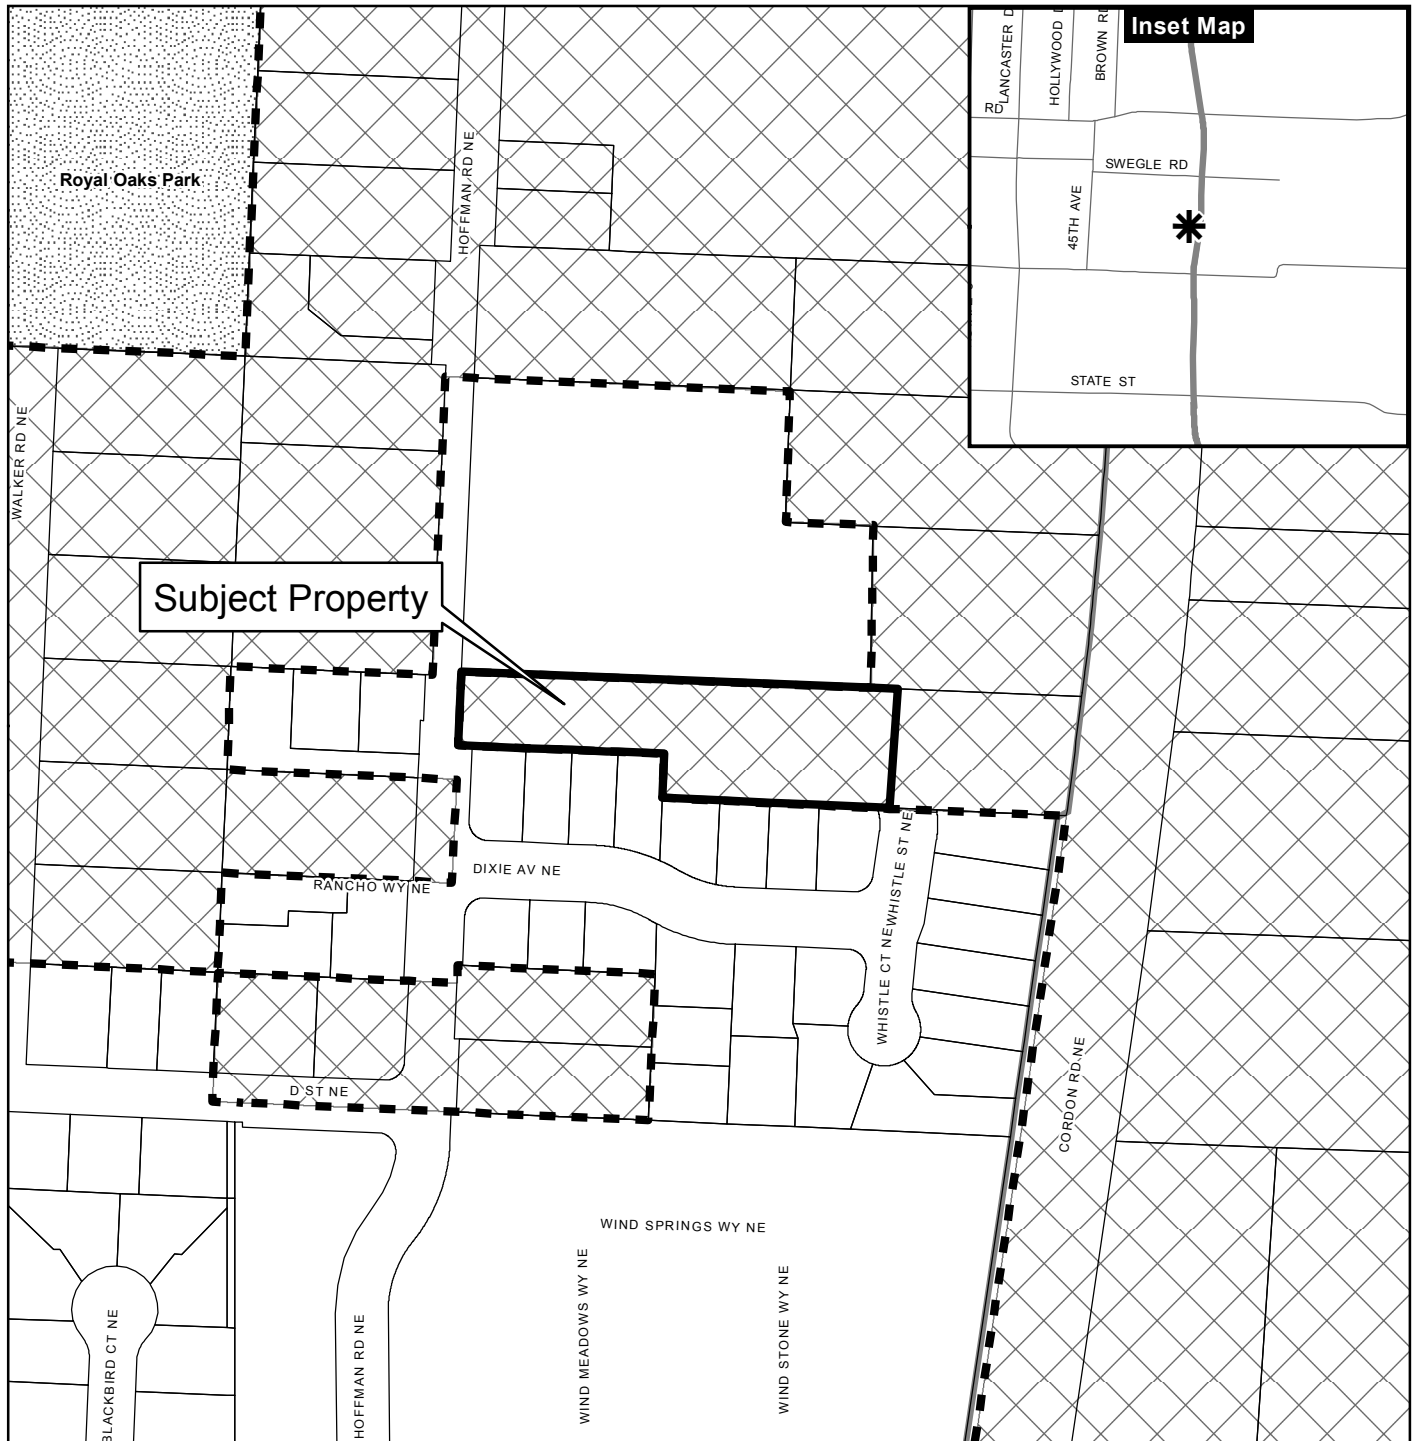 Inset Map
LANCASTER D
HOLLYWOOD D
BROWN RD
RD
SWEGLE RD
45TH AVE
STATE ST
Royal Oaks Park
HOFFMAN RD NE
WALKER RD NE
Subject Property
DIXIE AV NE
RANCHO WY NE
WHISTLE ST NE
WHISTLE CT NE
D ST NE
CORDON RD NE
WIND SPRINGS WY NE
WIND MEADOWS WY NE
WIND STONE WY NE
BLACKBIRD CT NE
HOFFMAN RD NE